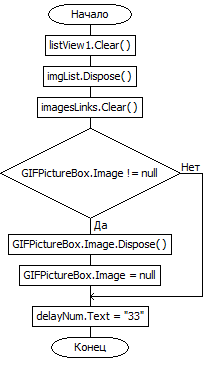 Начало
listView1.Clear()
imgList.Dispose()
imagesLinks.Clear()
GIFPictureBox.Image != null
Нет
Да
GIFPictureBox.Image.Dispose()
GIFPictureBox.Image = null
delayNum.Text = "33"
Конец